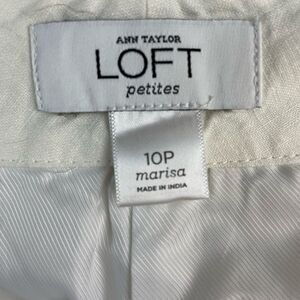 ANN TAYLOR
LOFT
petites
10P
marisa
MADE IN INDIA